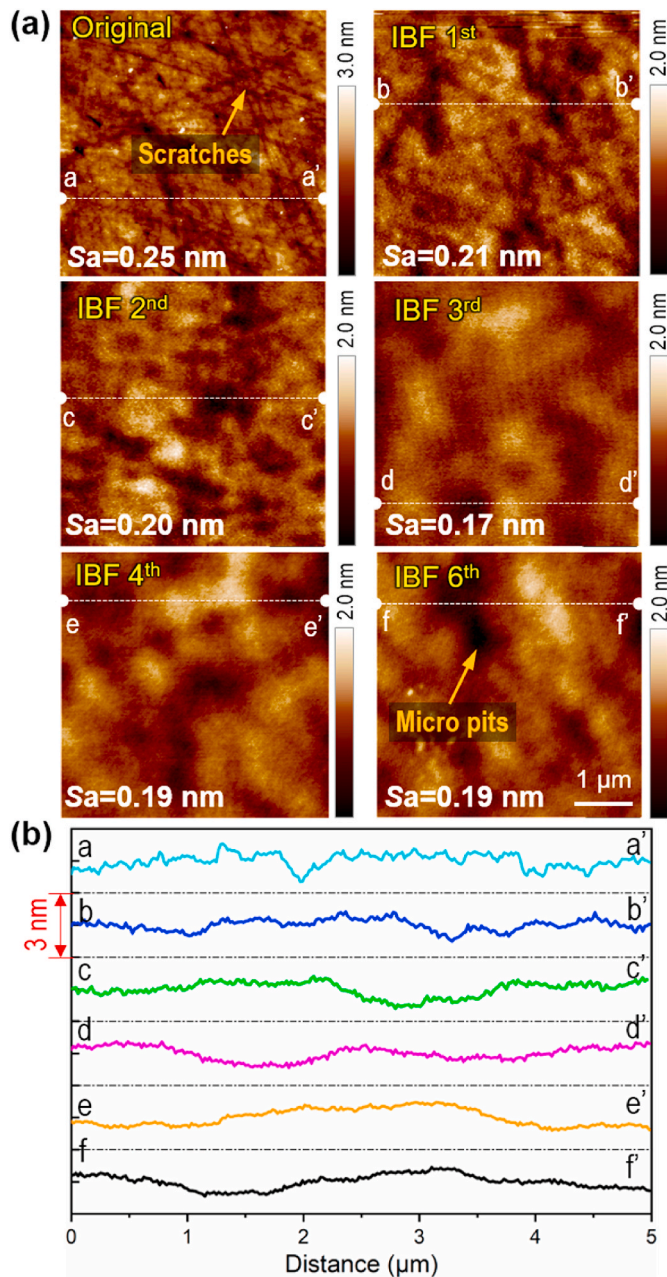 (a)
Original
Scratches
a a'
Sa=0.25 nm
3.0 nm
IBF 1st
b b'
Sa=0.21 nm
2.0 nm
IBF 2nd
c c'
Sa=0.20 nm
2.0 nm
IBF 3rd
d d'
Sa=0.17 nm
2.0 nm
IBF 4th
e e'
Sa=0.19 nm
2.0 nm
IBF 6th
f f'
Micro pits
Sa=0.19 nm
1 μm
2.0 nm
(b)
a a'
3 nm
b b'
c c'
d d'
e e'
f f'
0 1 2 3 4 5
Distance (μm)